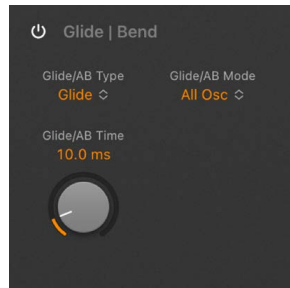 Glide | Bend
Glide/AB Type
Glide
Glide/AB Mode
All Osc
Glide/AB Time
10.0 ms